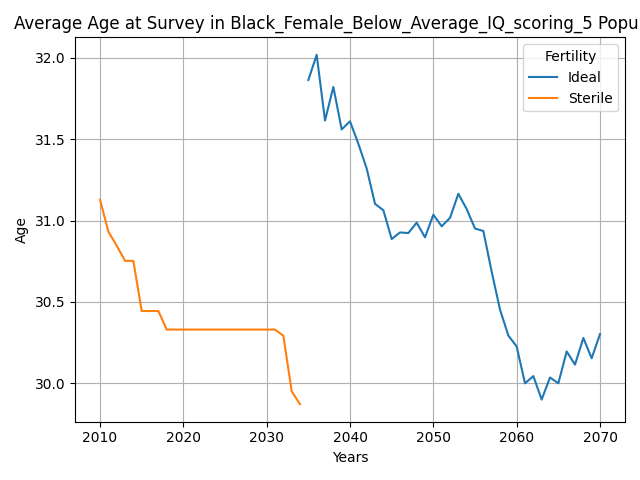 Average Age at Survey in Black_Female_Below_Average_IQ_scoring_5 Popu
Fertility
Ideal
Sterile
32.0
31.5
31.0
30.5
30.0
Age
2010 2020 2030 2040 2050 2060 2070
Years